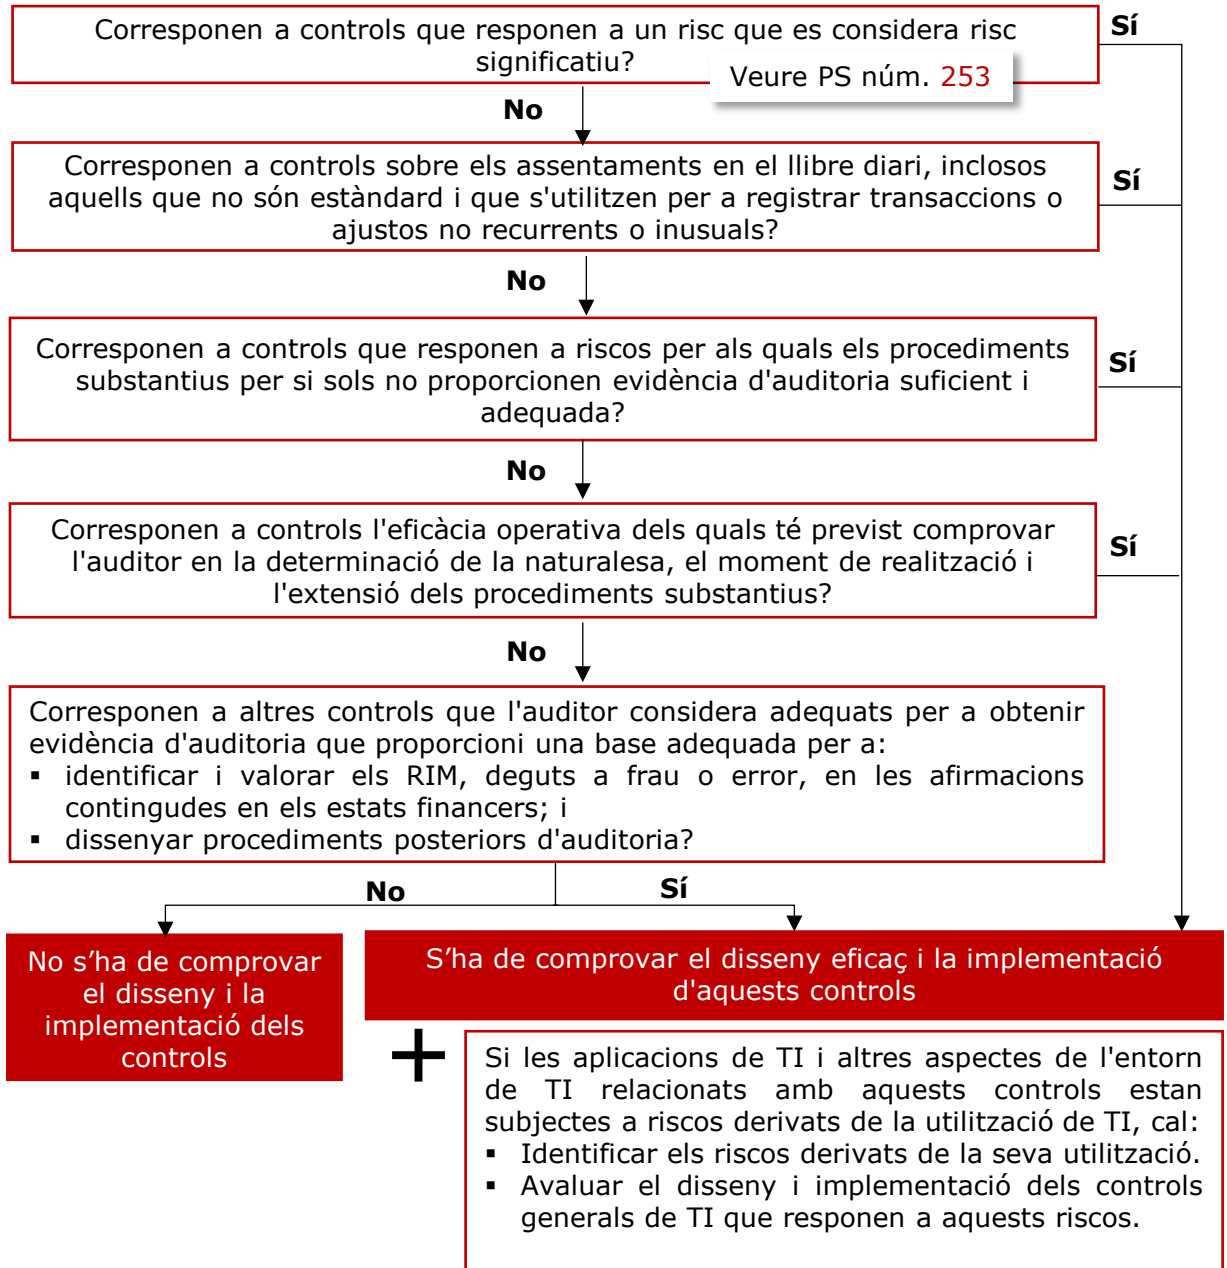 Corresponen a controls que responen a un risc que es considera risc
significatiu?
Veure PS núm. 253
Sí
No
Corresponen a controls sobre els assentaments en el llibre diari, inclosos
aquells que no són estàndard i que s'utilitzen per a registrar transaccions o
ajustos no recurrents o inusuals?
Sí
No
Corresponen a controls que responen a riscos per als quals els procediments
substantius per si sols no proporcionen evidència d'auditoria suficient i
adequada?
Sí
No
Corresponen a controls l'eficàcia operativa dels quals té previst comprovar
l'auditor en la determinació de la naturalesa, el moment de realització i
l'extensió dels procediments substantius?
Sí
No
Corresponen a altres controls que l'auditor considera adequats per a obtenir
evidència d'auditoria que proporcioni una base adequada per a:
▪ identificar i valorar els RIM, deguts a frau o error, en les afirmacions
contingudes en els estats financers; i
▪ dissenyar procediments posteriors d'auditoria?
No
Sí
No s’ha de comprovar
el disseny i la
implementació dels
controls
S’ha de comprovar el disseny eficaç i la implementació
d'aquests controls
+
Si les aplicacions de TI i altres aspectes de l'entorn
de TI relacionats amb aquests controls estan
subjectes a riscos derivats de la utilització de TI, cal:
▪ Identificar els riscos derivats de la seva utilització.
▪ Avaluar el disseny i implementació dels controls
generals de TI que responen a aquests riscos.